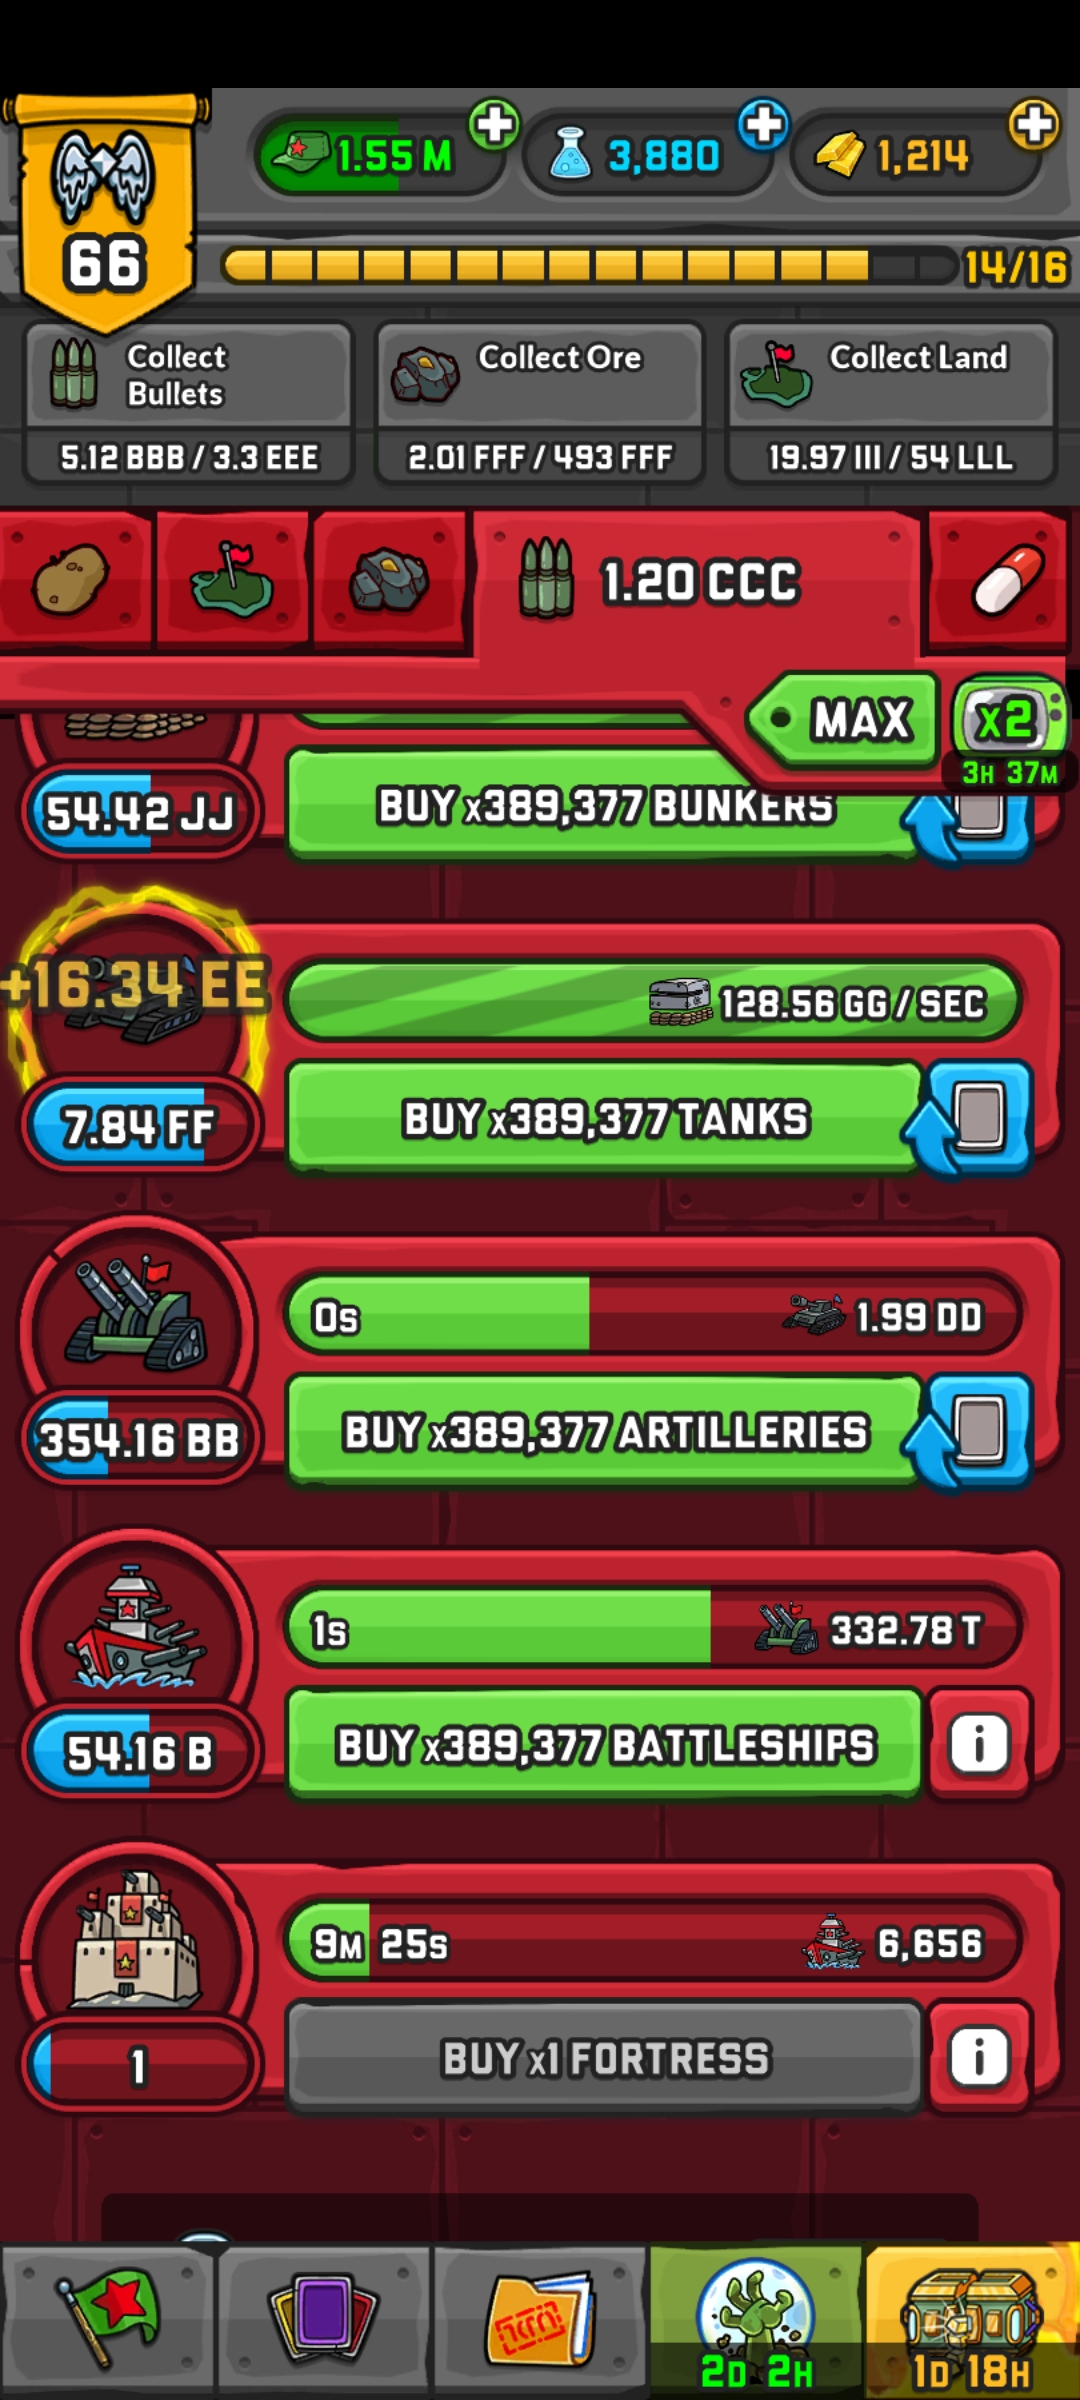 1.55 M
3,880
1,214
66
14/16
Collect
Bullets
5.12 BBB / 3.3 EEE
Collect Ore
2.01 FFF / 493 FFF
Collect Land
19.97 III / 54 LLL
1.20 CCC
MAX
x2
3H 37M
54.42 JJ
BUY x389,377 BUNKERS
+16.34 EE
128.56 GG / SEC
7.84 FF
BUY x389,377 TANKS
0s
1.99 DD
354.16 BB
BUY x389,377 ARTILLERIES
1s
332.78 T
54.16 B
BUY x389,377 BATTLESHIPS
i
9M 25s
6,656
1
BUY x1 FORTRESS
i
2D 2H
1D 18H